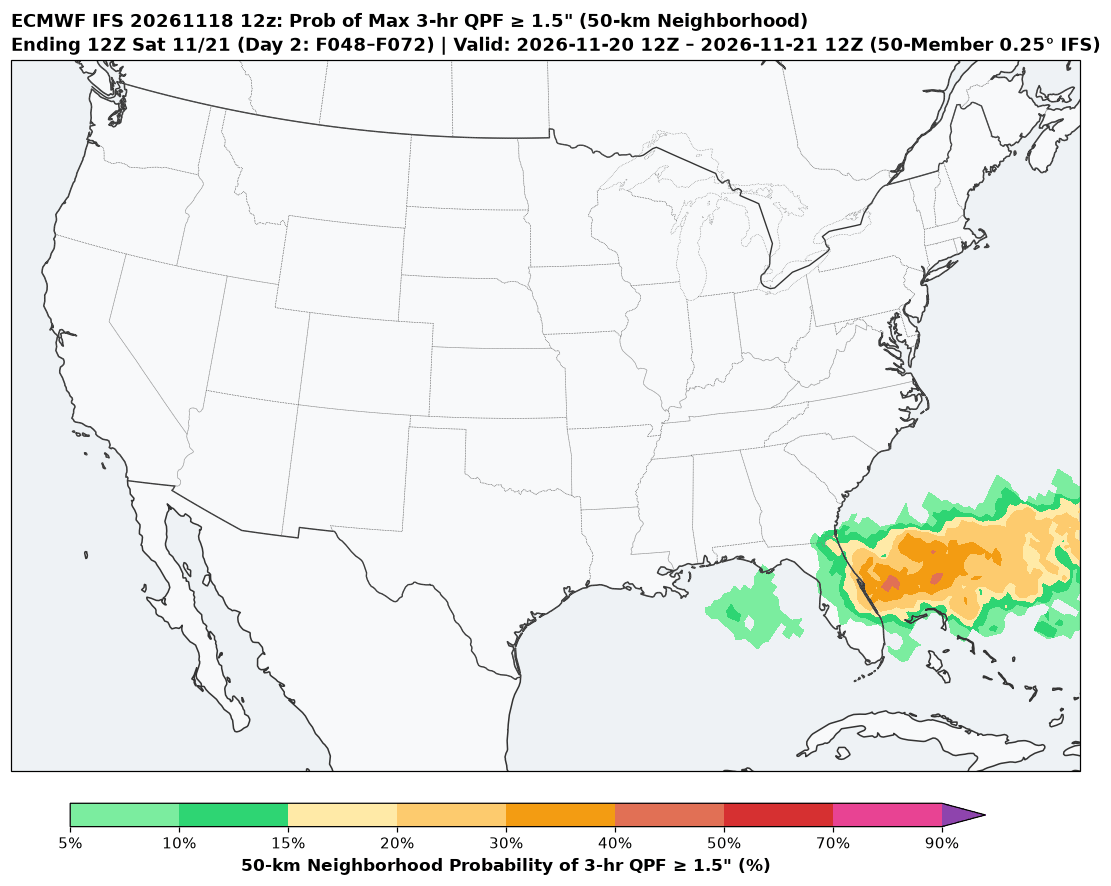 ECMWF IFS 20261118 12z: Prob of Max 3-hr QPF ≥ 1.5" (50-km Neighborhood)
Ending 12Z Sat 11/21 (Day 2: F048–F072) | Valid: 2026-11-20 12Z – 2026-11-21 12Z (50-Member 0.25° IFS)
5% 10% 15% 20% 30% 40% 50% 70% 90%
50-km Neighborhood Probability of 3-hr QPF ≥ 1.5" (%)